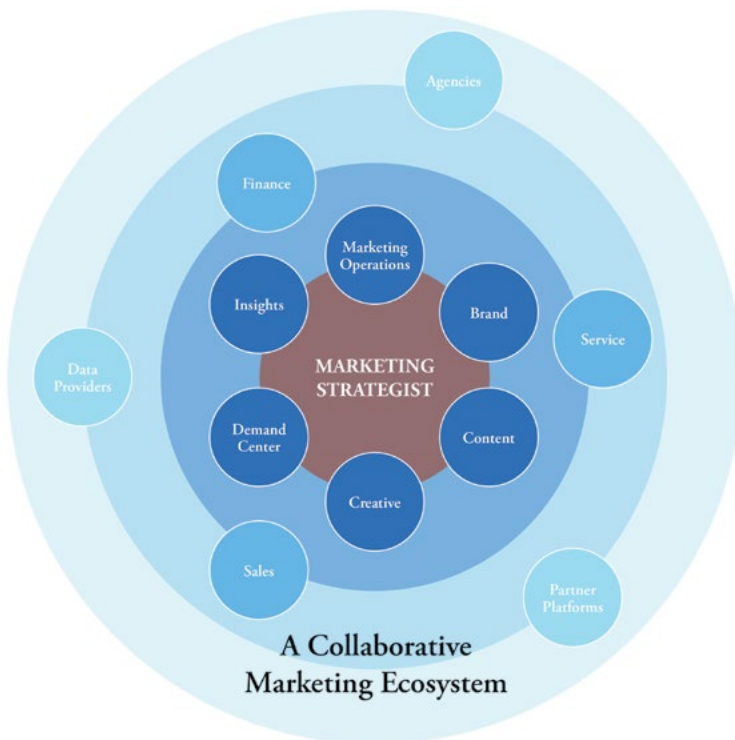 Agencies
Finance
Marketing
Operations
Insights
Brand
Service
Data
Providers
MARKETING
STRATEGIST
Demand
Center
Content
Creative
Sales
Partner
Platforms
A Collaborative
Marketing Ecosystem